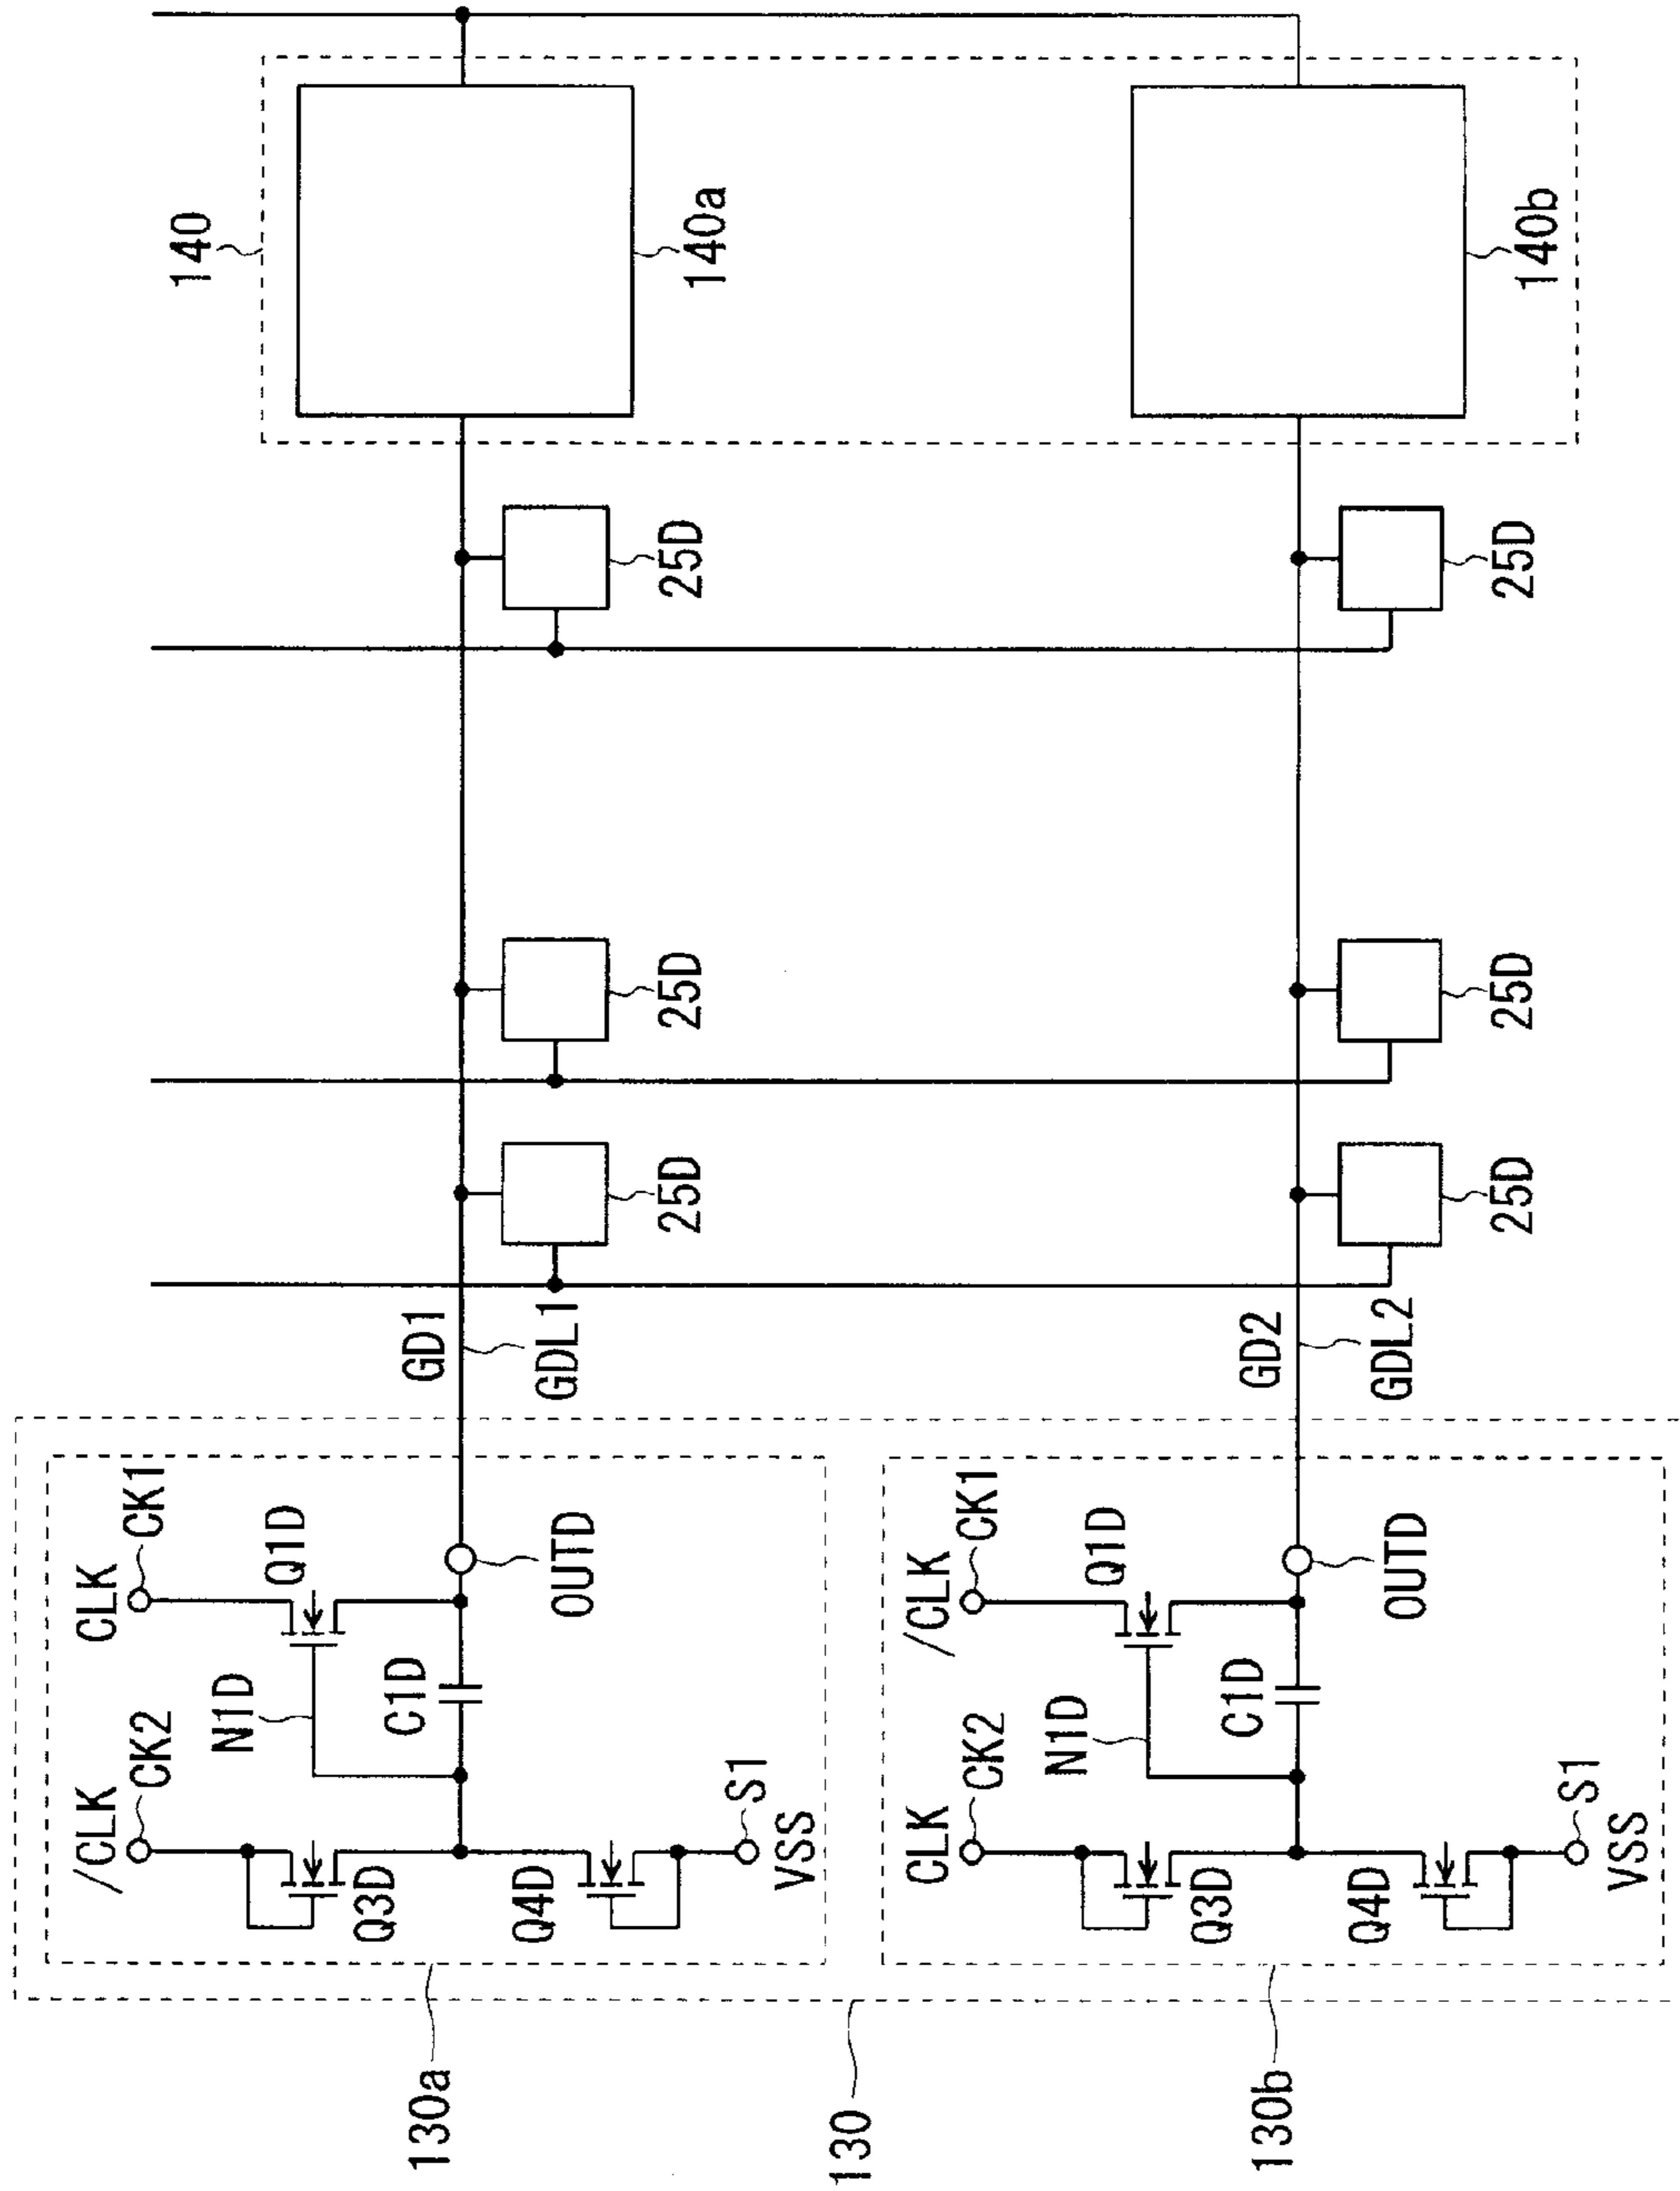 140
140a
140b
25D
25D
25D
25D
25D
25D
GD1
GDL1
GD2
GDL2
CLK
CK1
Q1D
OUTD
/CLK
CK1
Q1D
OUTD
N1D
C1D
N1D
C1D
/CLK
CK2
Q3D
Q4D
S1
VSS
CLK
CK2
Q3D
Q4D
S1
VSS
130a
130
130b